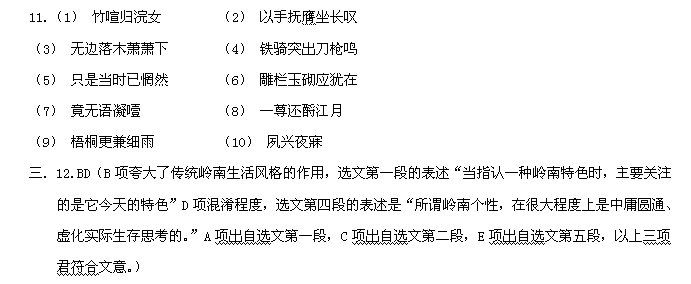 11.（1） 竹喧归浣女 （2） 以手抚膺坐长叹
（3） 无边落木萧萧下 （4） 铁骑突出刀枪鸣
（5） 只是当时已惘然 （6） 雕栏玉砌应犹在
（7） 竟无语凝噎 （8） 一尊还酹江月
（9） 梧桐更兼细雨 （10） 夙兴夜寐
三. 12.BD（B 项夸大了传统岭南生活风格的作用，选文第一段的表述“当指认一种岭南特色时，主要关注
的是它今天的特色”D 项混淆程度，选文第四段的表述是“所谓岭南个性，在很大程度上是中庸圆通、
虚化实际生存思考的。”A 项出自选文第一段，C 项出自选文第二段，E 项出自选文第五段，以上三项
君符合文意。）